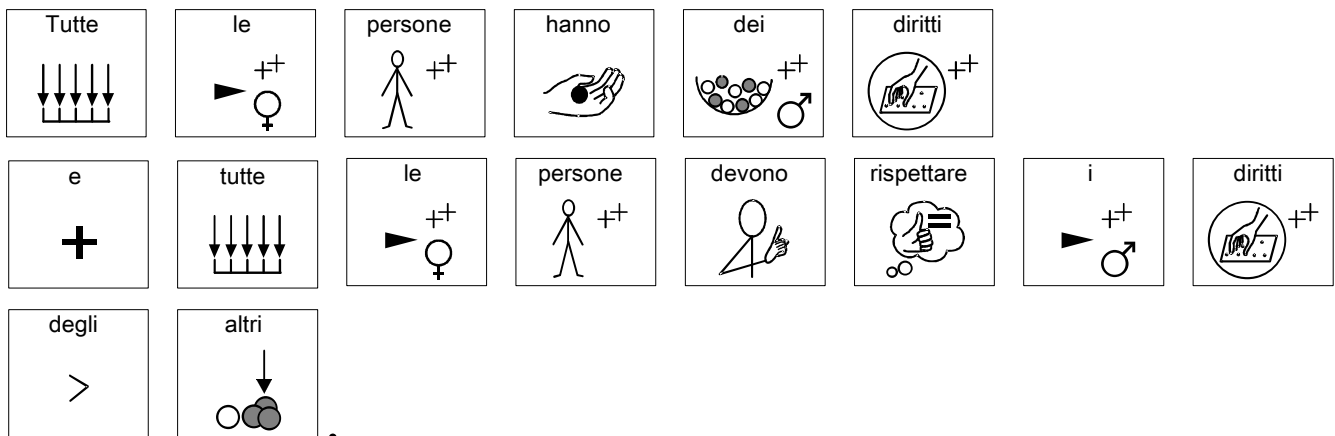 Tutte le persone hanno dei diritti
e tutte le persone devono rispettare i diritti
degli altri.